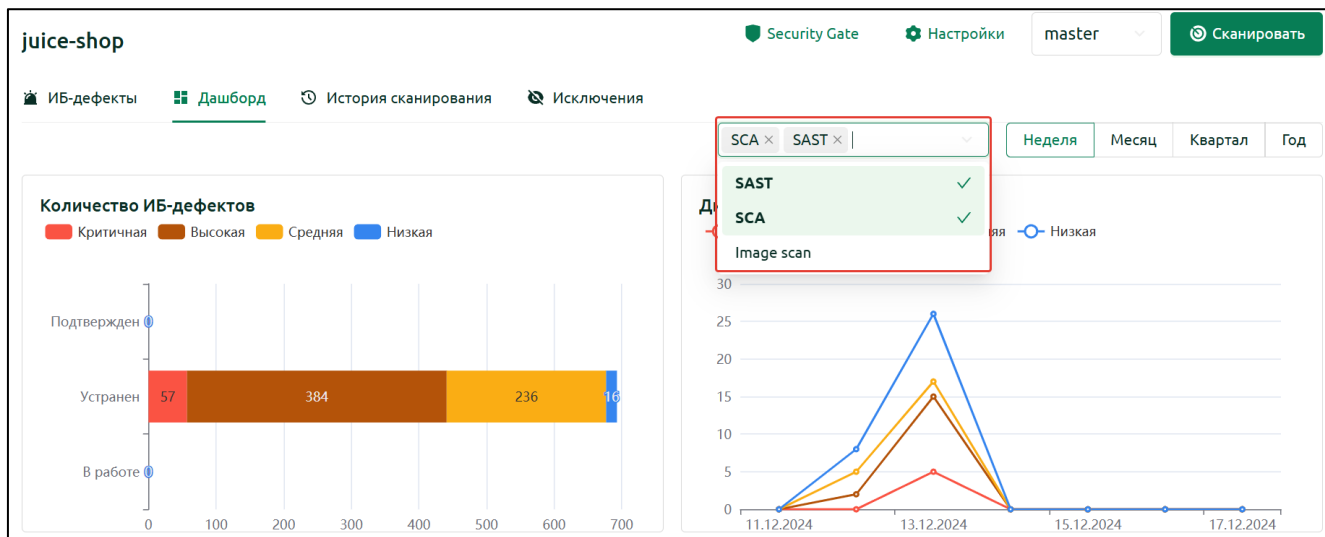 juice-shop
Security Gate
Настройки
master
Сканировать
ИБ-дефекты
Дашборд
История сканирования
Исключения
SCA × SAST ×
Неделя
Месяц
Квартал
Год
SAST
SCA
Image scan
Количество ИБ-дефектов
Критичная Высокая Средняя Низкая
Подтвержден 0
Устранен 57 384 236 16
В работе 0
0 100 200 300 400 500 600 700
Низкая
30
25
20
15
10
5
0
11.12.2024 13.12.2024 15.12.2024 17.12.2024